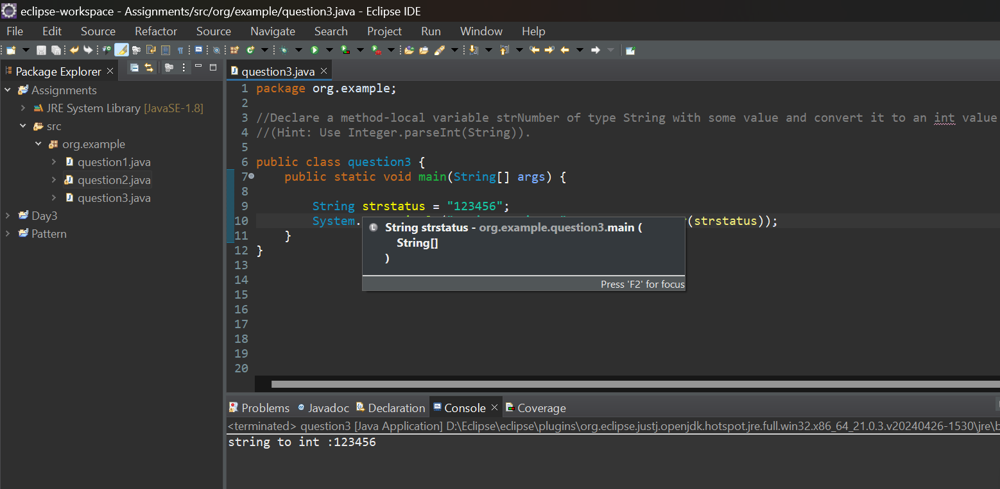 eclipse-workspace - Assignments/src/org/example/question3.java - Eclipse IDE
File Edit Source Refactor Source Navigate Search Project Run Window Help
Package Explorer
Assignments
JRE System Library [JavaSE-1.8]
src
org.example
question1.java
question2.java
question3.java
Day3
Pattern
question3.java
1 package org.example;
2
3 //Declare a method-local variable strNumber of type String with some value and convert it to an int value
4 //(Hint: Use Integer.parseInt(String)).
5
6 public class question3 {
7 public static void main(String[] args) {
8
9 String strstatus = "123456";
10 System. (strstatus));
11 }
12 }
13
14
15
16
17
18
19
20
String strstatus - org.example.question3.main (
String[]
)
Press 'F2' for focus
Problems Javadoc Declaration Console Coverage
<terminated> question3 [Java Application] D:\Eclipse\eclipse\plugins\org.eclipse.justj.openjdk.hotspot.jre.full.win32.x86_64_21.0.3.v20240426-1530\jre\b
string to int :123456